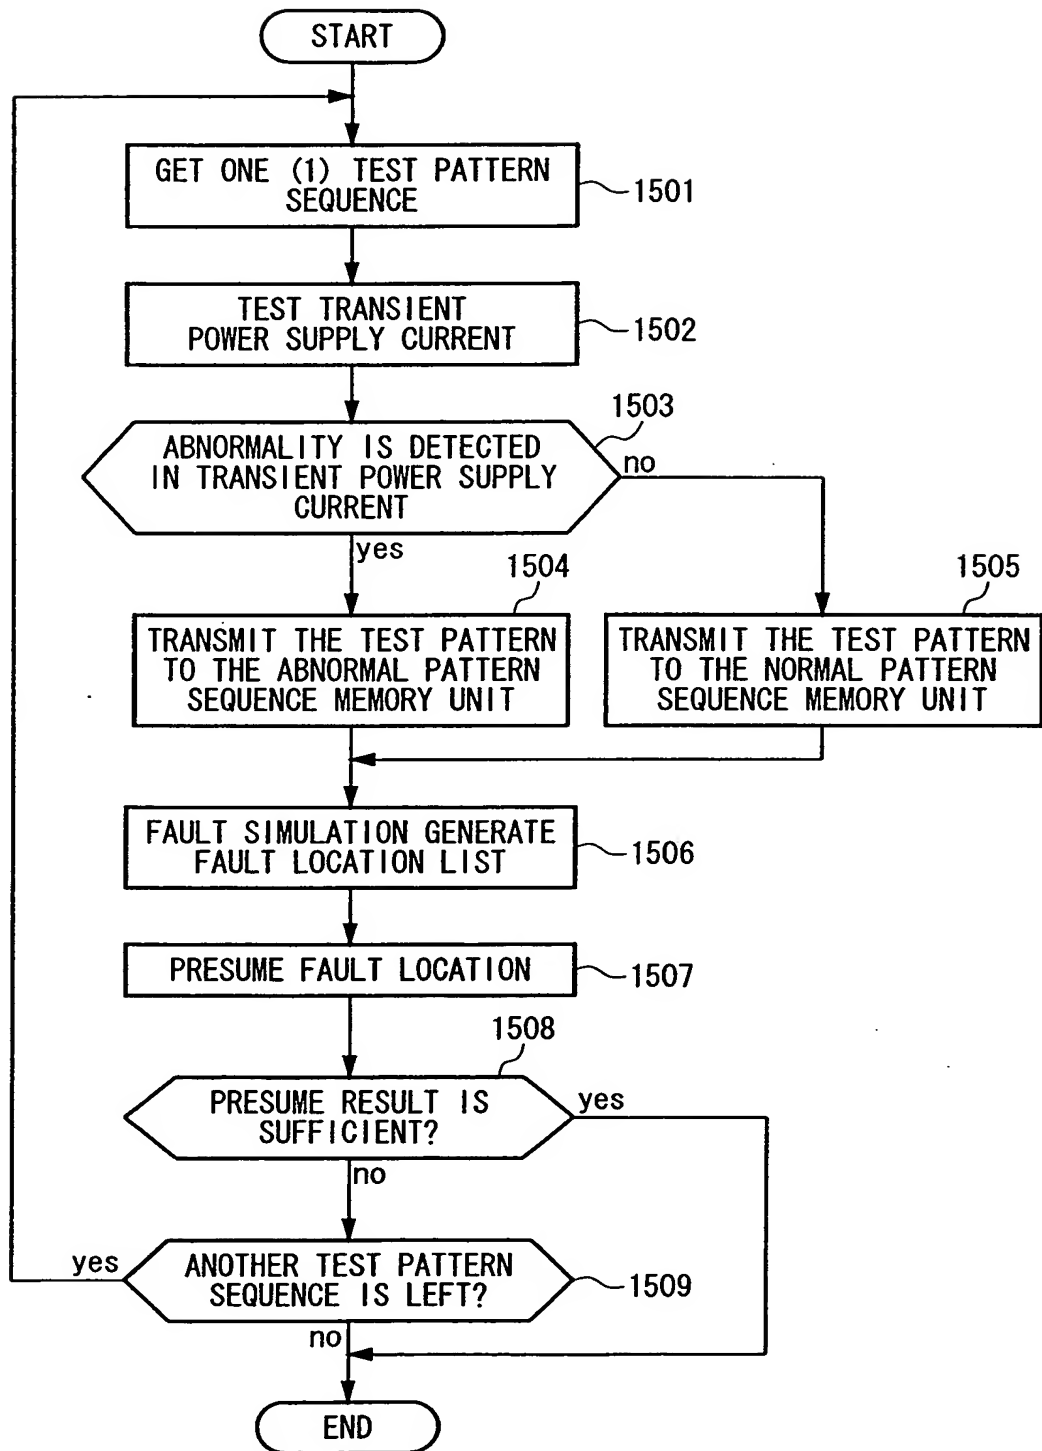 START
GET ONE (1) TEST PATTERN
SEQUENCE
1501
TEST TRANSIENT
POWER SUPPLY CURRENT
1502
1503
ABNORMALITY IS DETECTED
IN TRANSIENT POWER SUPPLY
CURRENT
no
yes
1504
1505
TRANSMIT THE TEST PATTERN
TO THE ABNORMAL PATTERN
SEQUENCE MEMORY UNIT
TRANSMIT THE TEST PATTERN
TO THE NORMAL PATTERN
SEQUENCE MEMORY UNIT
FAULT SIMULATION GENERATE
FAULT LOCATION LIST
1506
PRESUME FAULT LOCATION
1507
1508
PRESUME RESULT IS
SUFFICIENT?
yes
no
yes
ANOTHER TEST PATTERN
SEQUENCE IS LEFT?
1509
no
END